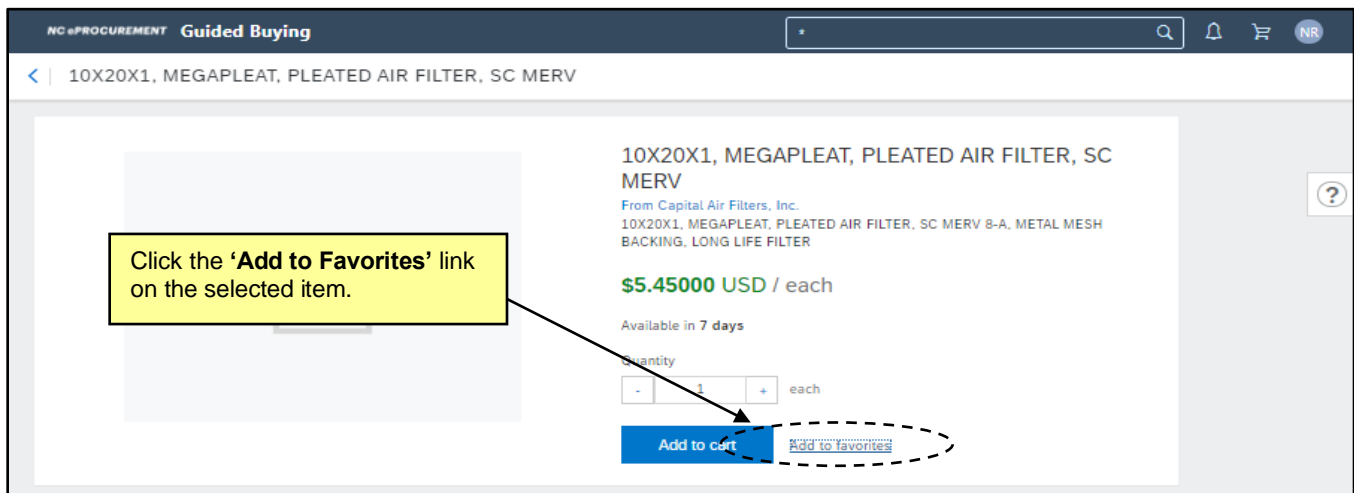 NC ePROCUREMENT Guided Buying
*
NR
10X20X1, MEGAPLEAT, PLEATED AIR FILTER, SC MERV
10X20X1, MEGAPLEAT, PLEATED AIR FILTER, SC
MERV
From Capital Air Filters, Inc.
10X20X1, MEGAPLEAT, PLEATED AIR FILTER, SC MERV 8-A, METAL MESH
BACKING, LONG LIFE FILTER
?
Click the ‘Add to Favorites’ link
on the selected item.
$5.45000 USD / each
Available in 7 days
Quantity
- 1 + each
Add to cart Add to favorites